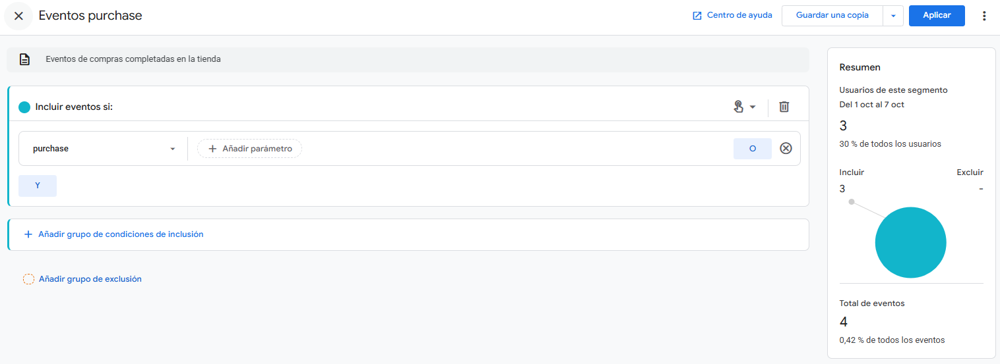 Eventos purchase
Centro de ayuda
Guardar una copia
Aplicar
Eventos de compras completadas en la tienda
Incluir eventos si:
purchase
Añadir parámetro
O
Y
Añadir grupo de condiciones de inclusión
Añadir grupo de exclusión
Resumen
Usuarios de este segmento
Del 1 oct al 7 oct
3
30 % de todos los usuarios
Incluir Excluir
3 -
Total de eventos
4
0,42 % de todos los eventos